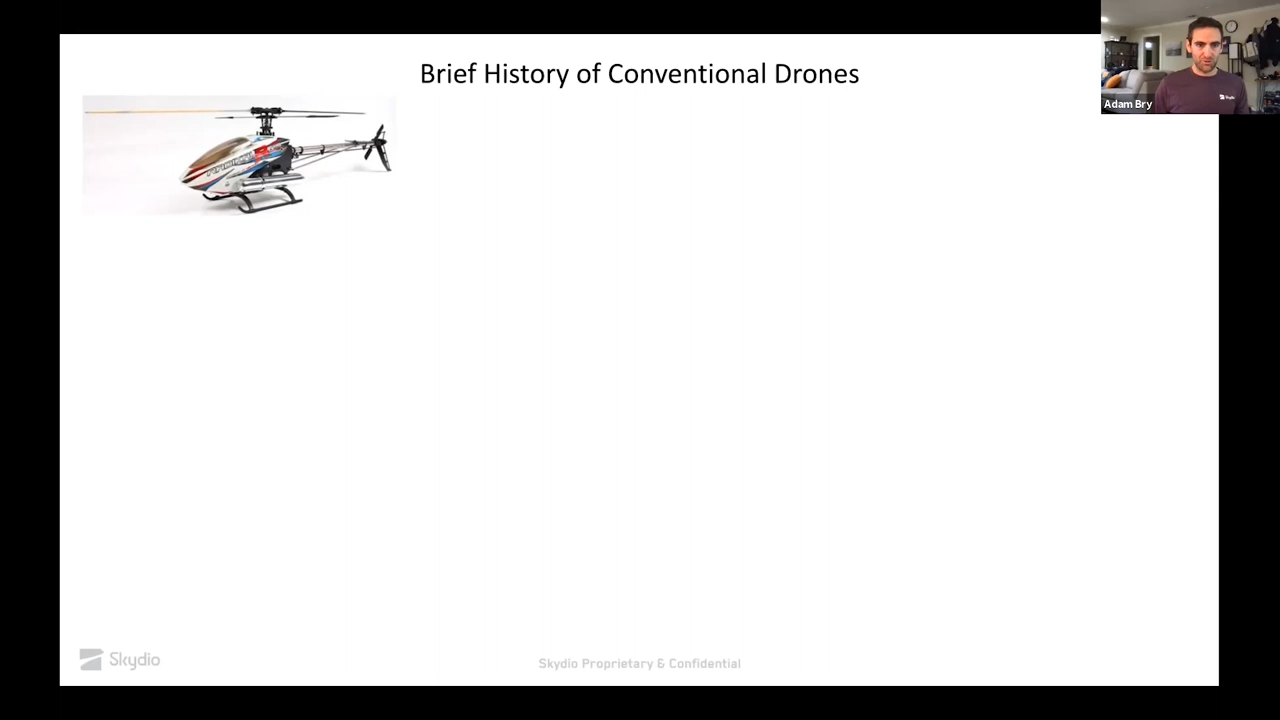 Brief History of Conventional Drones
Adam Bry
Skydio
Skydio Proprietary & Confidential